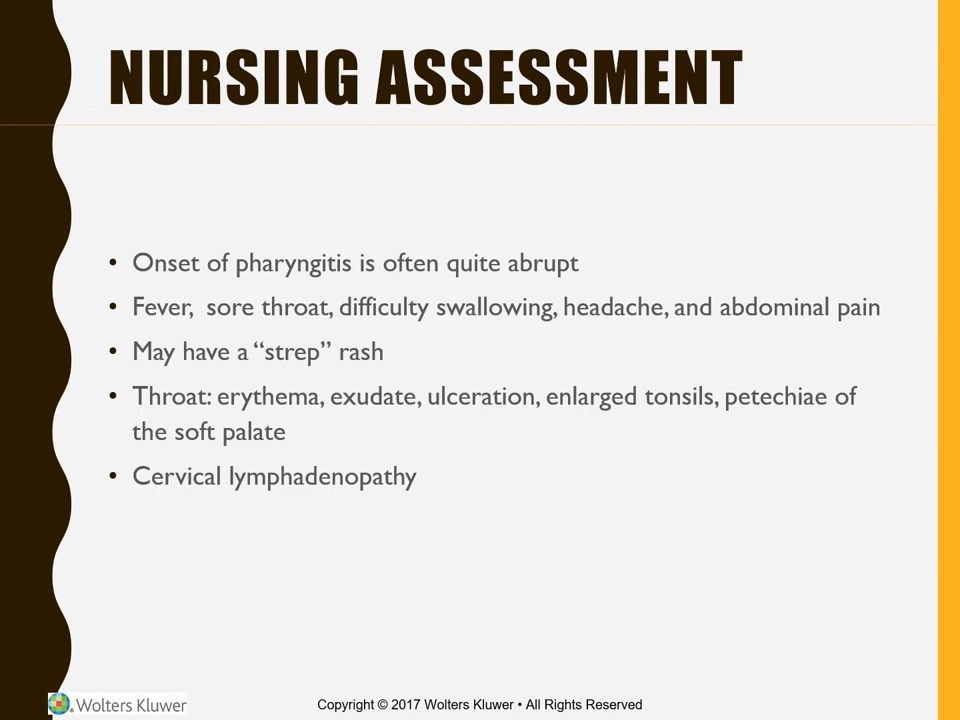 NURSING ASSESSMENT
• Onset of pharyngitis is often quite abrupt
• Fever,  sore throat, difficulty swallowing, headache, and abdominal pain
• May have a “strep” rash
• Throat: erythema, exudate, ulceration, enlarged tonsils, petechiae of
the soft palate
• Cervical lymphadenopathy
Wolters Kluwer
Copyright © 2017 Wolters Kluwer • All Rights Reserved